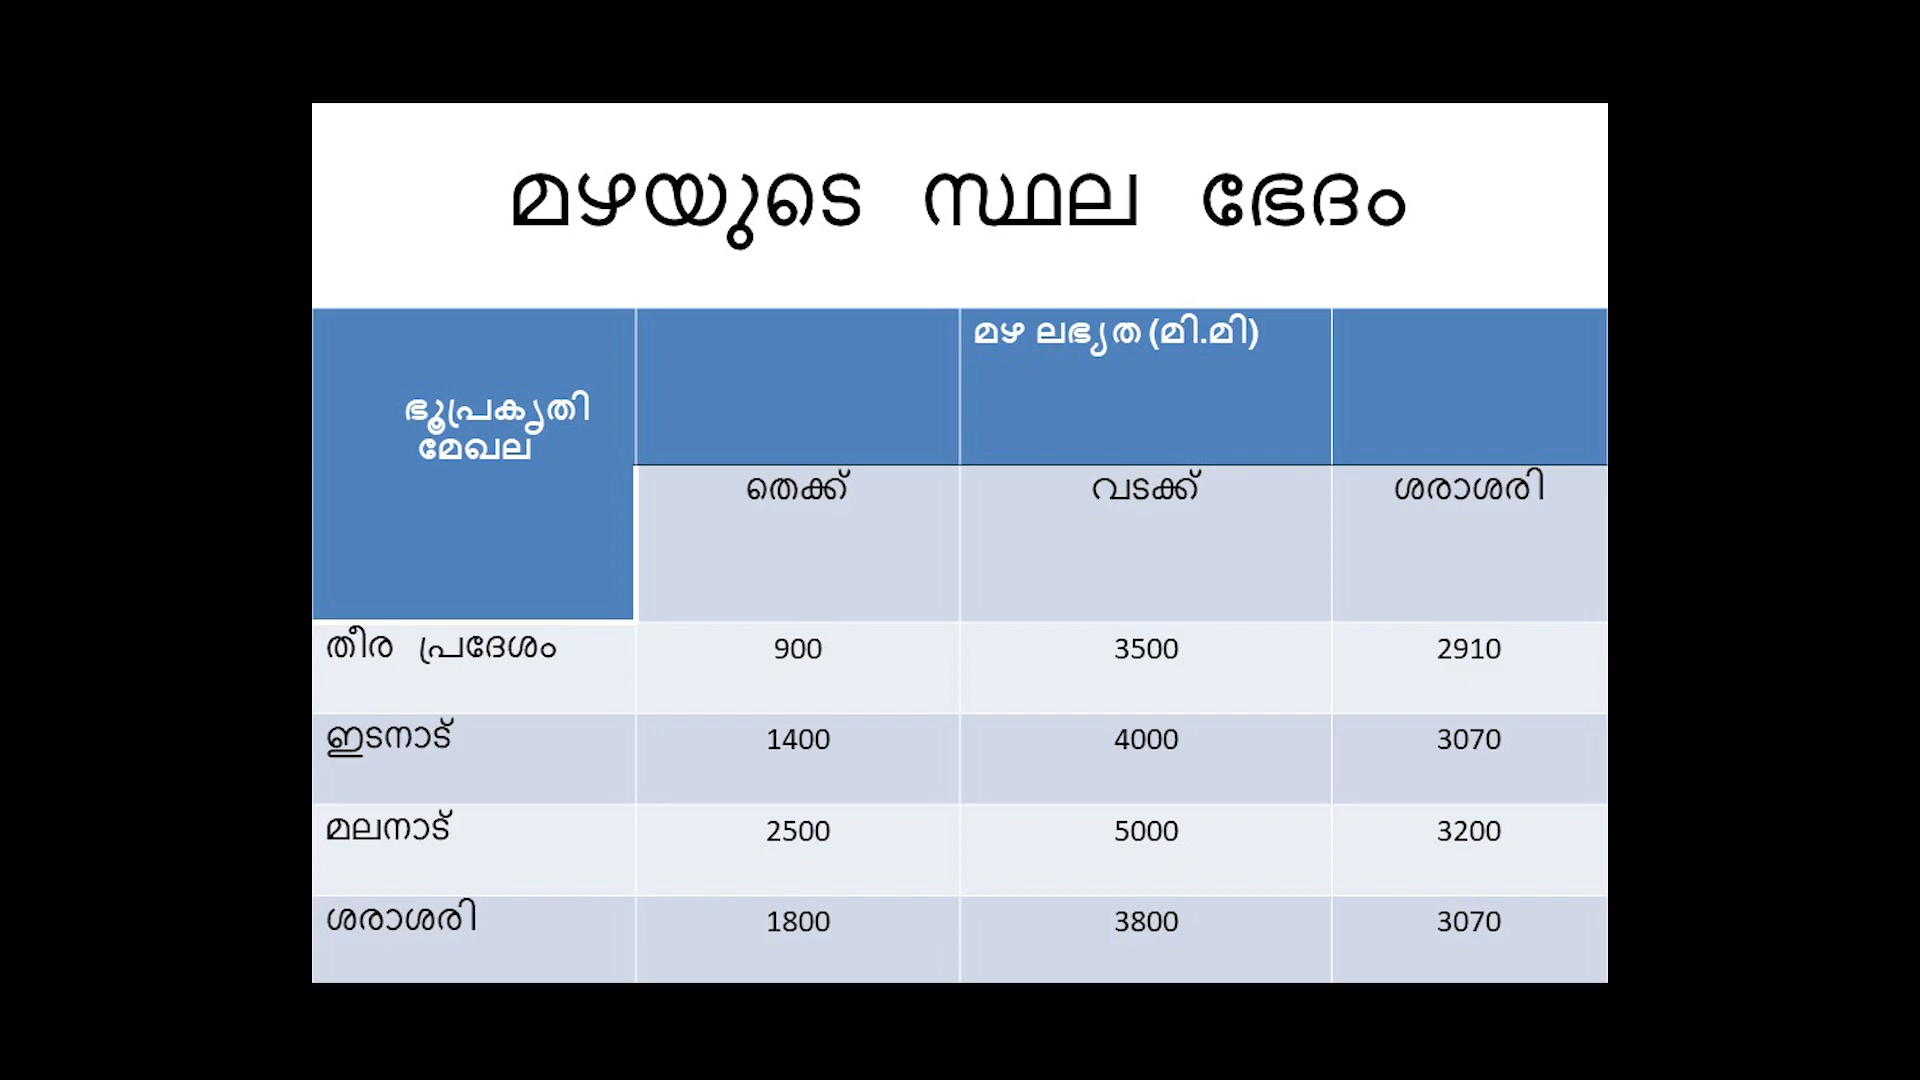 മഴയുടെ സ്ഥല ഭേദം
മഴ ലഭ്യത (മി.മി)
ഭൂപ്രകൃതി
മേഖല
തെക്ക് വടക്ക് ശരാശരി
തീര പ്രദേശം 900 3500 2910
ഇടനാട് 1400 4000 3070
മലനാട് 2500 5000 3200
ശരാശരി 1800 3800 3070